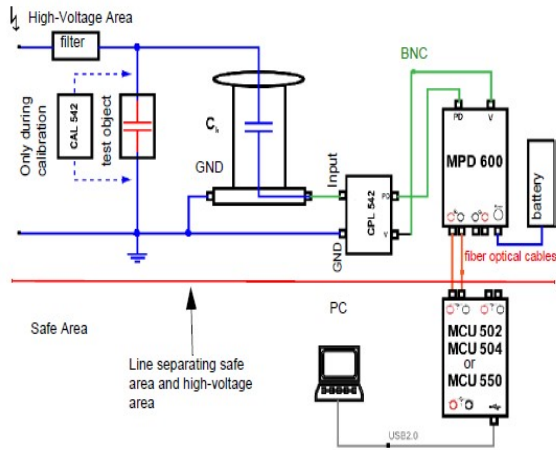 High-Voltage Area
filter
BNC
Only during
calibration
CAL 542
test object
Ck
GND
Input
CPL 542
PD
V
GND
PD
V
MPD 600
battery
fiber optical cables
Safe Area
Line separating safe
area and high-voltage
area
PC
MCU 502
MCU 504
or
MCU 550
USB2.0